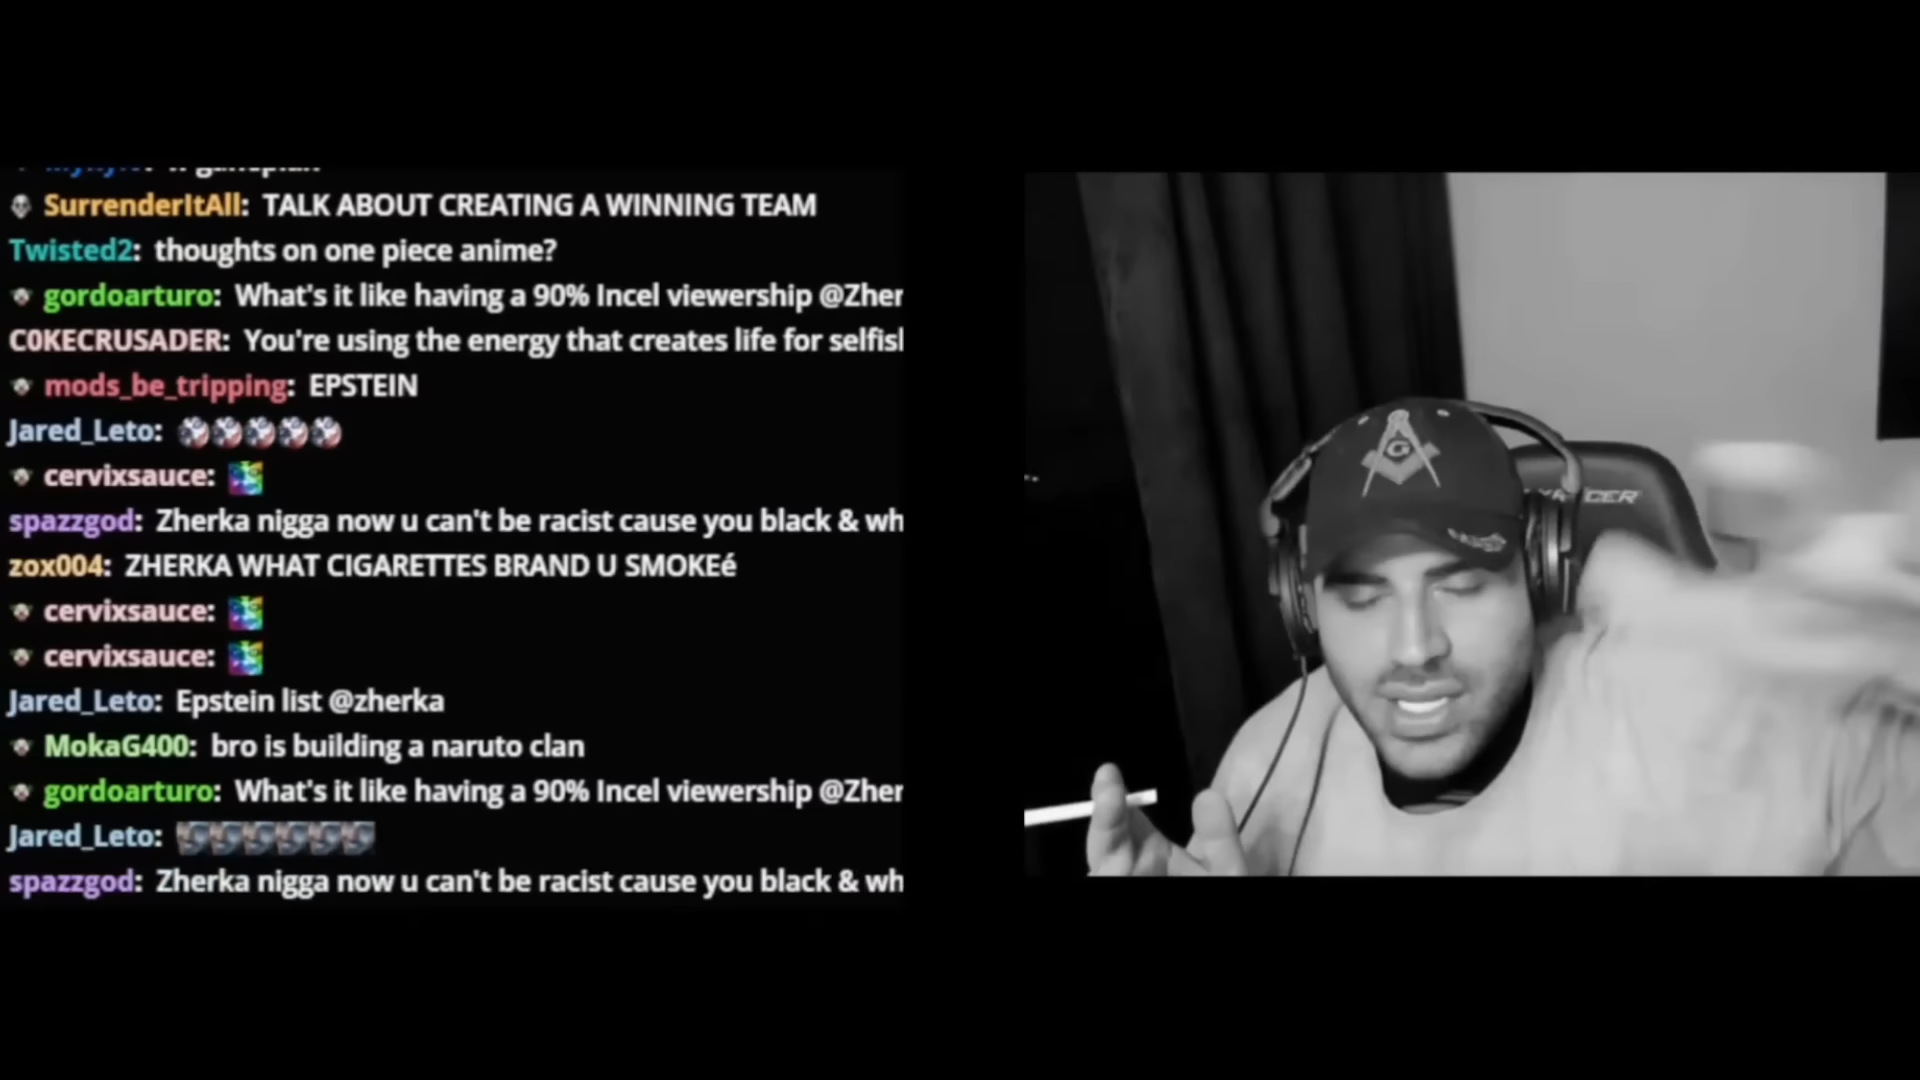 SurrenderItAll: TALK ABOUT CREATING A WINNING TEAM
Twisted2: thoughts on one piece anime?
gordoarturo: What's it like having a 90% Incel viewership @Zher
C0KECRUSADER: You're using the energy that creates life for selfish
mods_be_tripping: EPSTEIN
Jared_Leto:
cervixsauce:
spazzgod: Zherka nigga now u can't be racist cause you black & wh
zox004: ZHERKA WHAT CIGARETTES BRAND U SMOKEé
cervixsauce:
cervixsauce:
Jared_Leto: Epstein list @zherka
MokaG400: bro is building a naruto clan
gordoarturo: What's it like having a 90% Incel viewership @Zher
Jared_Leto:
spazzgod: Zherka nigga now u can't be racist cause you black & wh
G